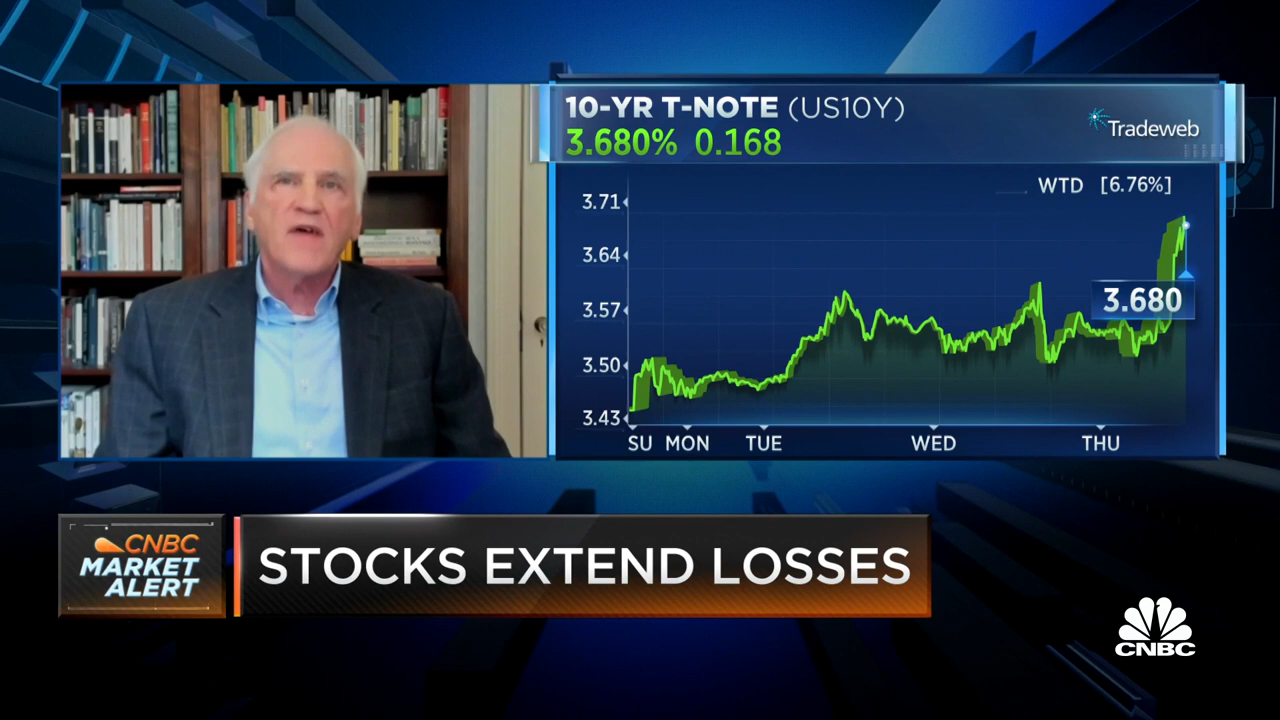 10-YR T-NOTE (US10Y)
3.680% 0.168
Tradeweb
WTD [6.76%]
3.71
3.64
3.57
3.50
3.43
3.680
SU MON TUE WED THU
CNBC
MARKET
ALERT
STOCKS EXTEND LOSSES
CNBC